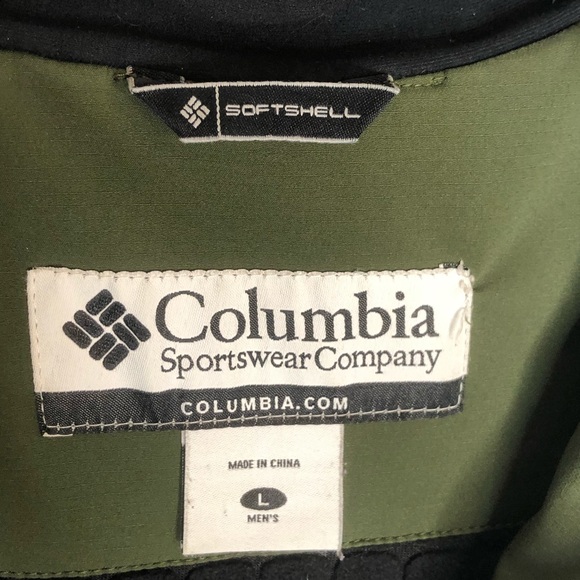 SOFTSHELL
Columbia
Sportswear Company
COLUMBIA.COM
MADE IN CHINA
L
MEN'S